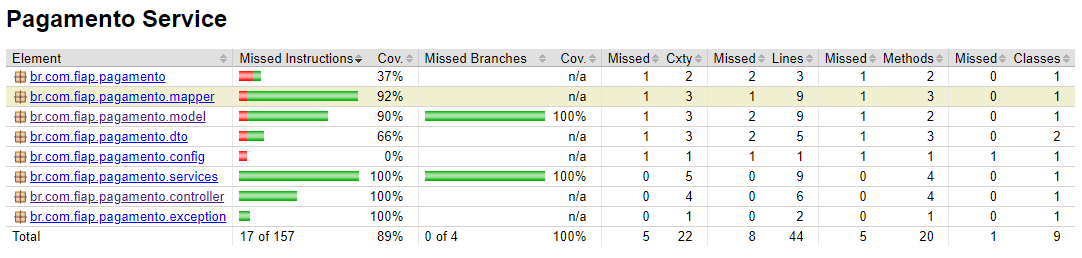 Pagamento Service
Element Missed Instructions Cov. Missed Branches Cov. Missed Cxty Missed Lines Missed Methods Missed Classes
br.com.fiap.pagamento 37% n/a 1 2 2 3 1 2 0 1
br.com.fiap.pagamento.mapper 92% n/a 1 3 1 9 1 3 0 1
br.com.fiap.pagamento.model 90% 100% 1 3 2 9 1 2 0 1
br.com.fiap.pagamento.dto 66% n/a 1 3 2 5 1 3 0 2
br.com.fiap.pagamento.config 0% n/a 1 1 1 1 1 1 1 1
br.com.fiap.pagamento.services 100% 100% 0 5 0 9 0 4 0 1
br.com.fiap.pagamento.controller 100% n/a 0 4 0 6 0 4 0 1
br.com.fiap.pagamento.exception 100% n/a 0 1 0 2 0 1 0 1
Total 17 of 157 89% 0 of 4 100% 5 22 8 44 5 20 1 9